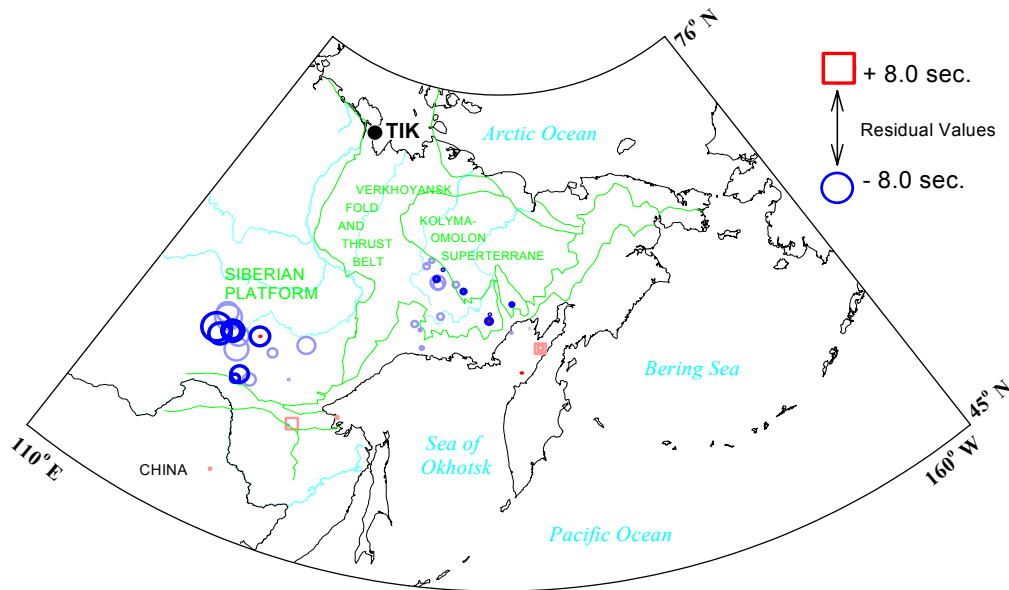 76° N
+ 8.0 sec.
Residual Values
- 8.0 sec.
TIK
Arctic Ocean
VERKHOYANSK
FOLD
AND
THRUST
BELT
KOLYMA-
OMOLON
SUPERTERRANE
SIBERIAN
PLATFORM
Bering Sea
45° N
160° W
110° E
CHINA
Sea of
Okhotsk
Pacific Ocean